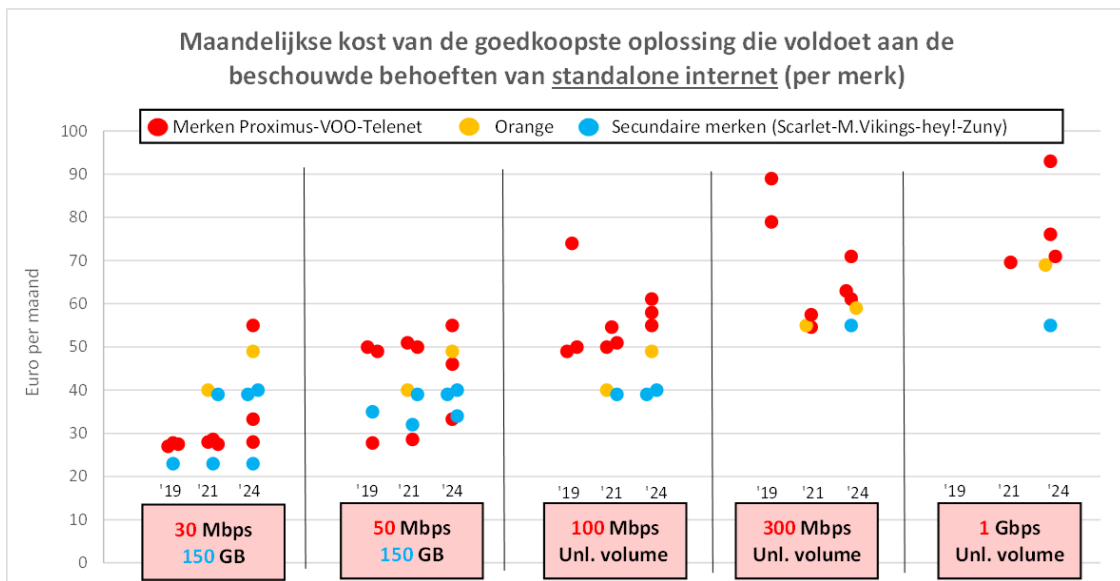 Maandelijkse kost van de goedkoopste oplossing die voldoet aan de
beschouwde behoeften van standalone internet (per merk)
Merken Proximus-VOO-Telenet
Orange
Secundaire merken (Scarlet-M.Vikings-hey!-Zuny)
Euro per maand
100
90
80
70
60
50
40
30
20
10
0
'19 '21 '24
'19 '21 '24
'19 '21 '24
'19 '21 '24
'19 '21 '24
30 Mbps
150 GB
50 Mbps
150 GB
100 Mbps
Unl. volume
300 Mbps
Unl. volume
1 Gbps
Unl. volume